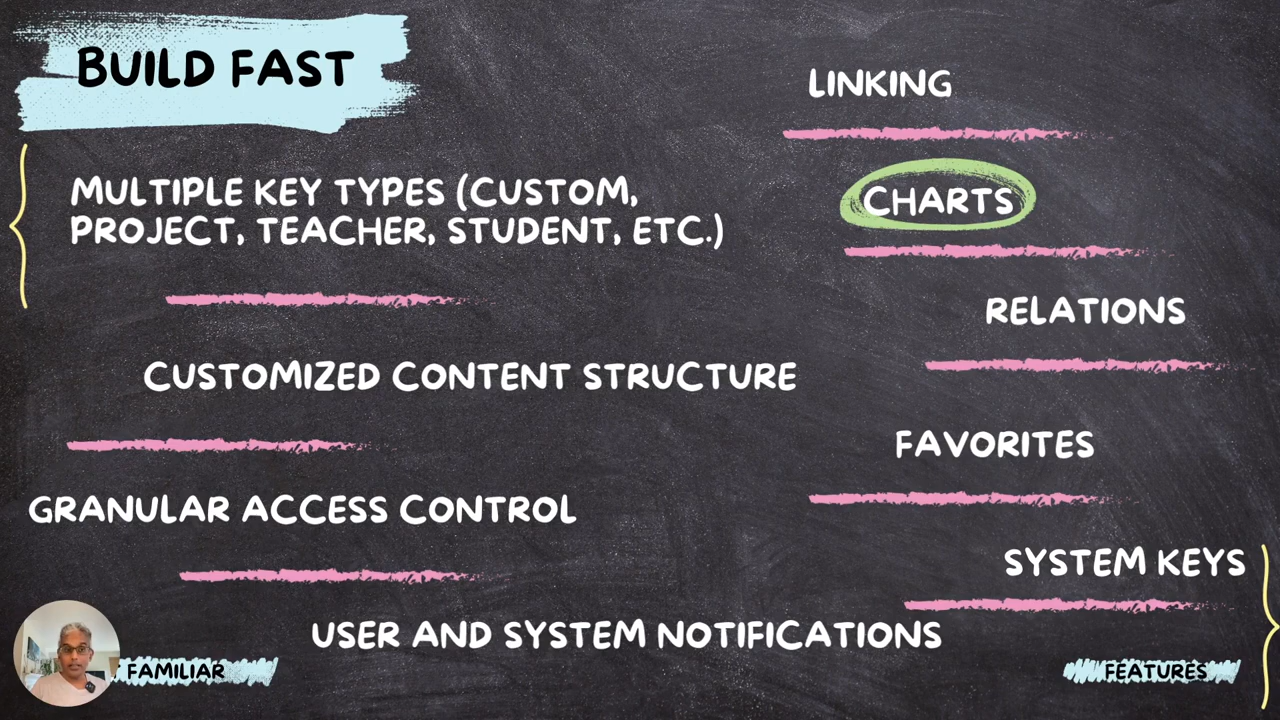 BUILD FAST
MULTIPLE KEY TYPES (CUSTOM,
PROJECT, TEACHER, STUDENT, ETC.)
CUSTOMIZED CONTENT STRUCTURE
GRANULAR ACCESS CONTROL
USER AND SYSTEM NOTIFICATIONS
LINKING
CHARTS
RELATIONS
FAVORITES
SYSTEM KEYS
FAMILIAR
FEATURES